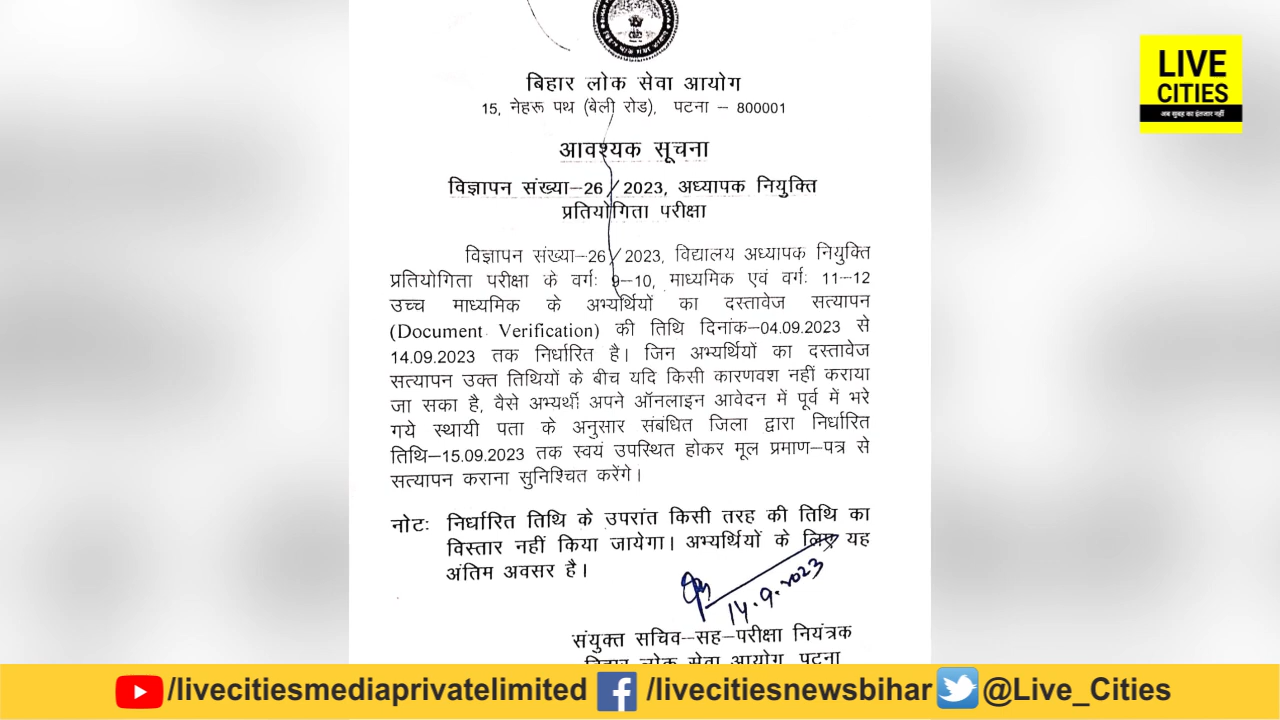 बिहार लोक सेवा आयोग
15, नेहरू पथ (बेली रोड), पटना – 800001
आवश्यक सूचना
विज्ञापन संख्या–26/2023, अध्यापक नियुक्ति
प्रतियोगिता परीक्षा
विज्ञापन संख्या–26/2023, विद्यालय अध्यापक नियुक्ति
प्रतियोगिता परीक्षा के वर्गः 9–10, माध्यमिक एवं वर्गः 11–12
उच्च माध्यमिक के अभ्यर्थियों का दस्तावेज सत्यापन
(Document Verification) की तिथि दिनांक–04.09.2023 से
14.09.2023 तक निर्धारित है। जिन अभ्यर्थियों का दस्तावेज
सत्यापन उक्त तिथियों के बीच यदि किसी कारणवश नहीं कराया
जा सका है, वैसे अभ्यर्थी अपने ऑनलाइन आवेदन में पूर्व में भरे
गये स्थायी पता के अनुसार संबंधित जिला द्वारा निर्धारित
तिथि–15.09.2023 तक स्वयं उपस्थित होकर मूल प्रमाण–पत्र से
सत्यापन कराना सुनिश्चित करेंगे।
नोटः निर्धारित तिथि के उपरांत किसी तरह की तिथि का
विस्तार नहीं किया जायेगा। अभ्यर्थियों के लिए यह
अंतिम अवसर है।
14.9.2023
संयुक्त सचिव–सह–परीक्षा नियंत्रक
बिहार लोक सेवा आयोग, पटना
LIVE
CITIES
अब सुबह का इंतजार नहीं
/livecitiesmediaprivatelimited /livecitiesnewsbihar @Live_Cities